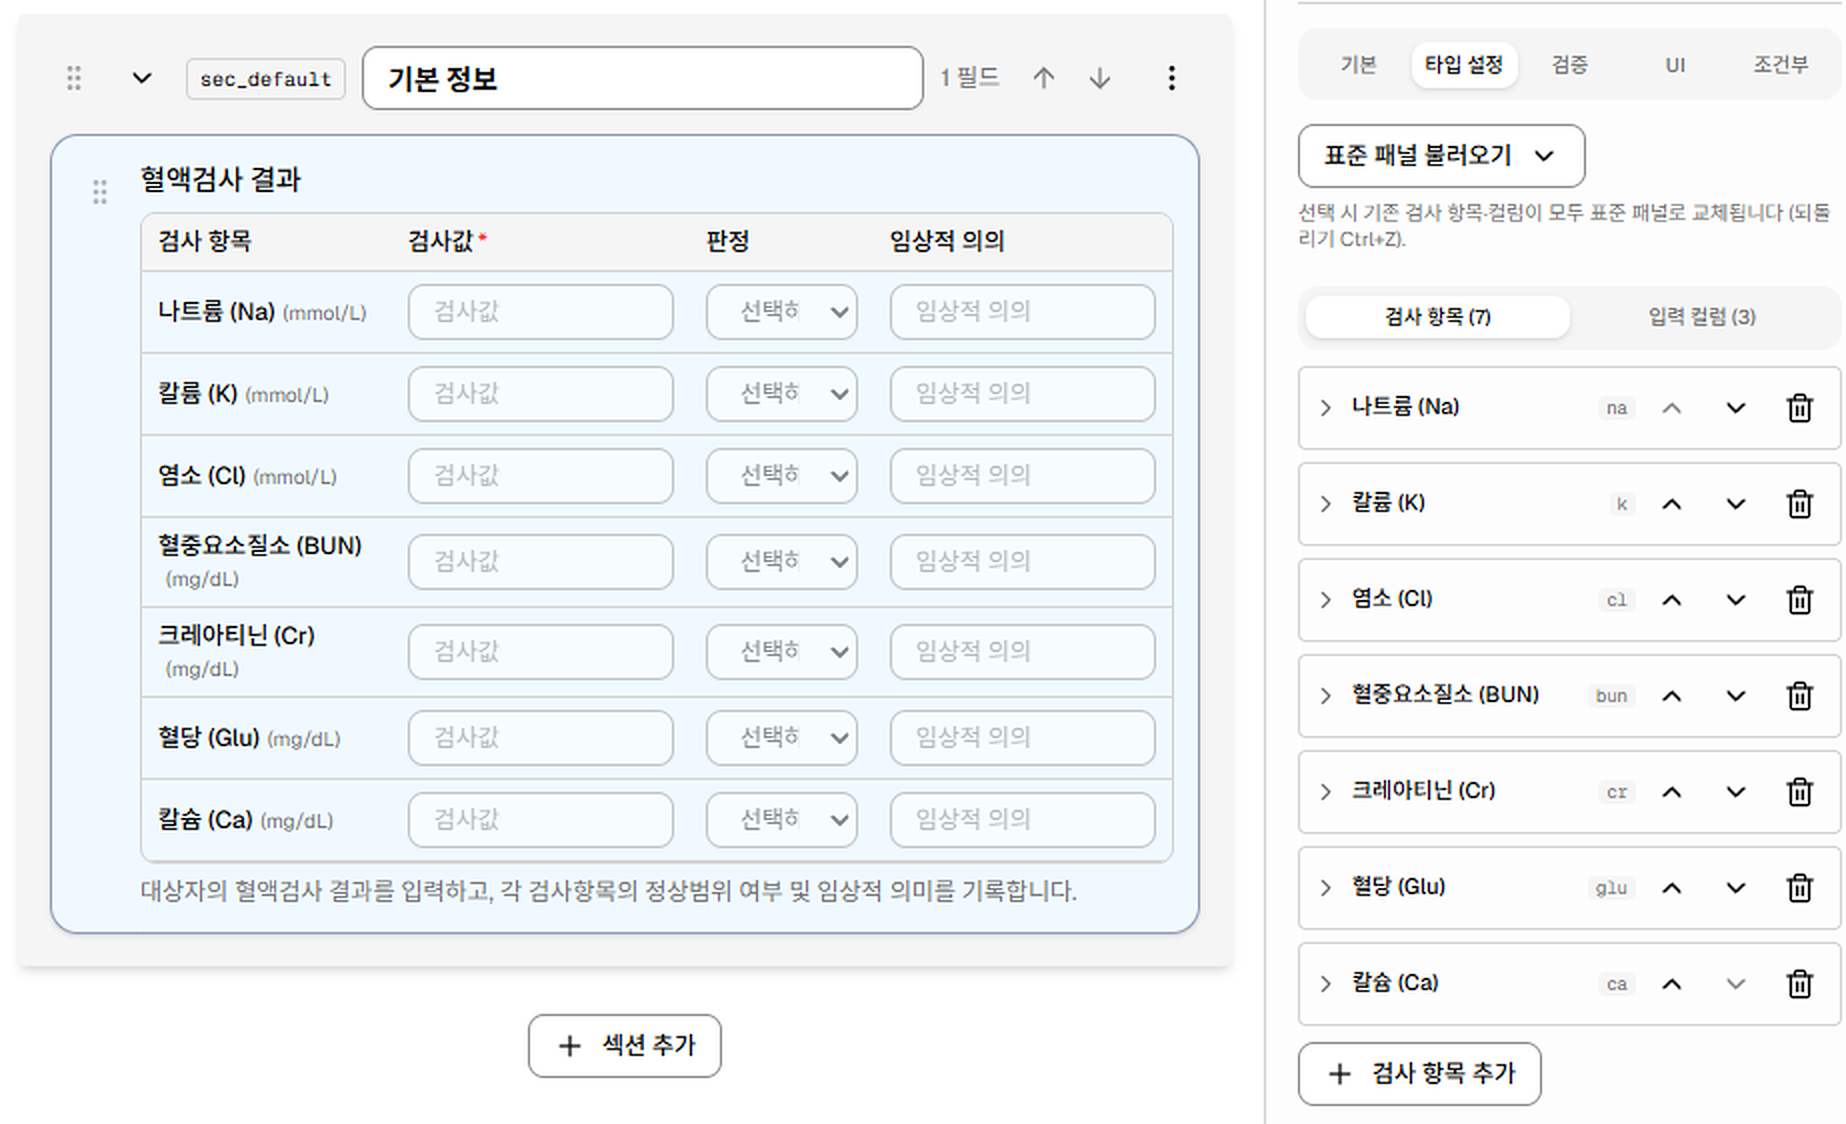 sec_default
기본 정보
1 필드
혈액검사 결과
검사 항목 검사값* 판정 임상적 의의
나트륨 (Na) (mmol/L) 검사값 선택하 임상적 의의
칼륨 (K) (mmol/L) 검사값 선택하 임상적 의의
염소 (Cl) (mmol/L) 검사값 선택하 임상적 의의
혈중요소질소 (BUN)
(mg/dL) 검사값 선택하 임상적 의의
크레아티닌 (Cr)
(mg/dL) 검사값 선택하 임상적 의의
혈당 (Glu) (mg/dL) 검사값 선택하 임상적 의의
칼슘 (Ca) (mg/dL) 검사값 선택하 임상적 의의
대상자의 혈액검사 결과를 입력하고, 각 검사항목의 정상범위 여부 및 임상적 의미를 기록합니다.
섹션 추가
기본 타입 설정 검증 UI 조건부
표준 패널 불러오기
선택 시 기존 검사 항목·컬럼이 모두 표준 패널로 교체됩니다 (되돌
리기 Ctrl+Z).
검사 항목 (7) 입력 컬럼 (3)
나트륨 (Na) na
칼륨 (K) k
염소 (Cl) cl
혈중요소질소 (BUN) bun
크레아티닌 (Cr) cr
혈당 (Glu) glu
칼슘 (Ca) ca
검사 항목 추가